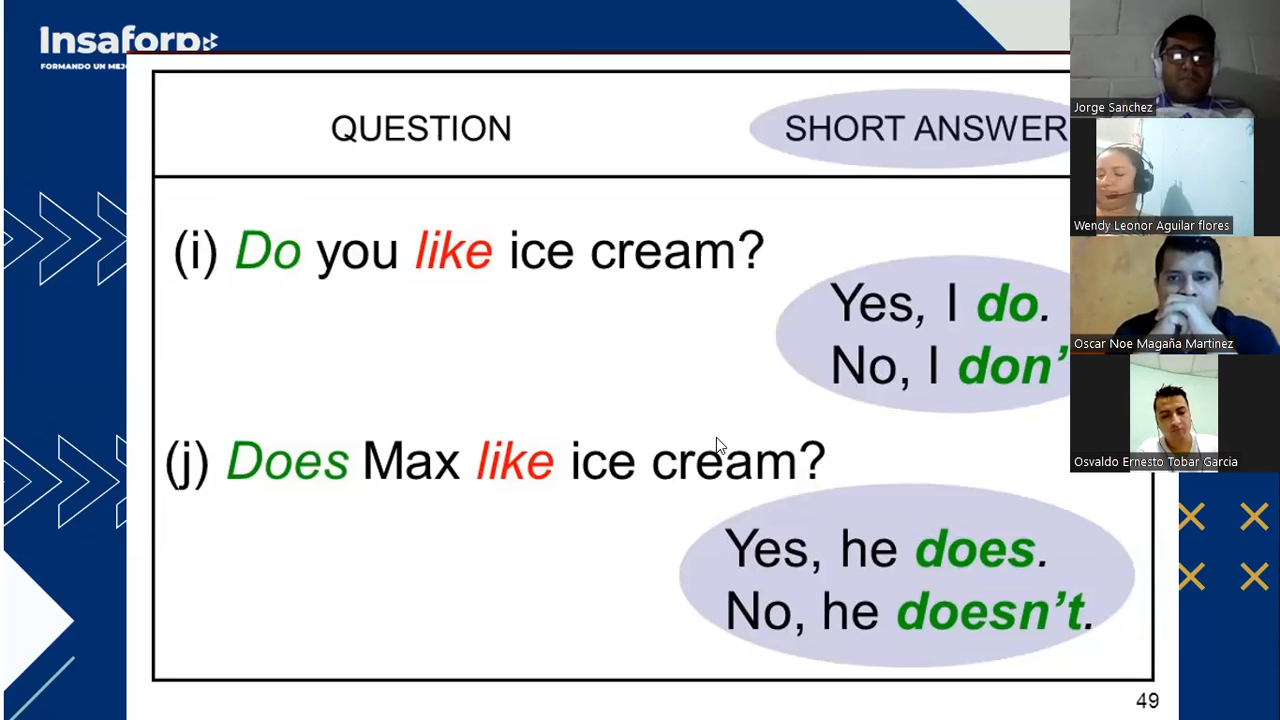 Insaforp
FORMANDO UN MEJ
QUESTION
SHORT ANSWER
(i) Do you like ice cream?
Yes, I do.
No, I don'
(j) Does Max like ice cream?
Yes, he does.
No, he doesn't.
49
Jorge Sanchez
Wendy Leonor Aguilar flores
Oscar Noe Magaña Martinez
Osvaldo Ernesto Tobar Garcia